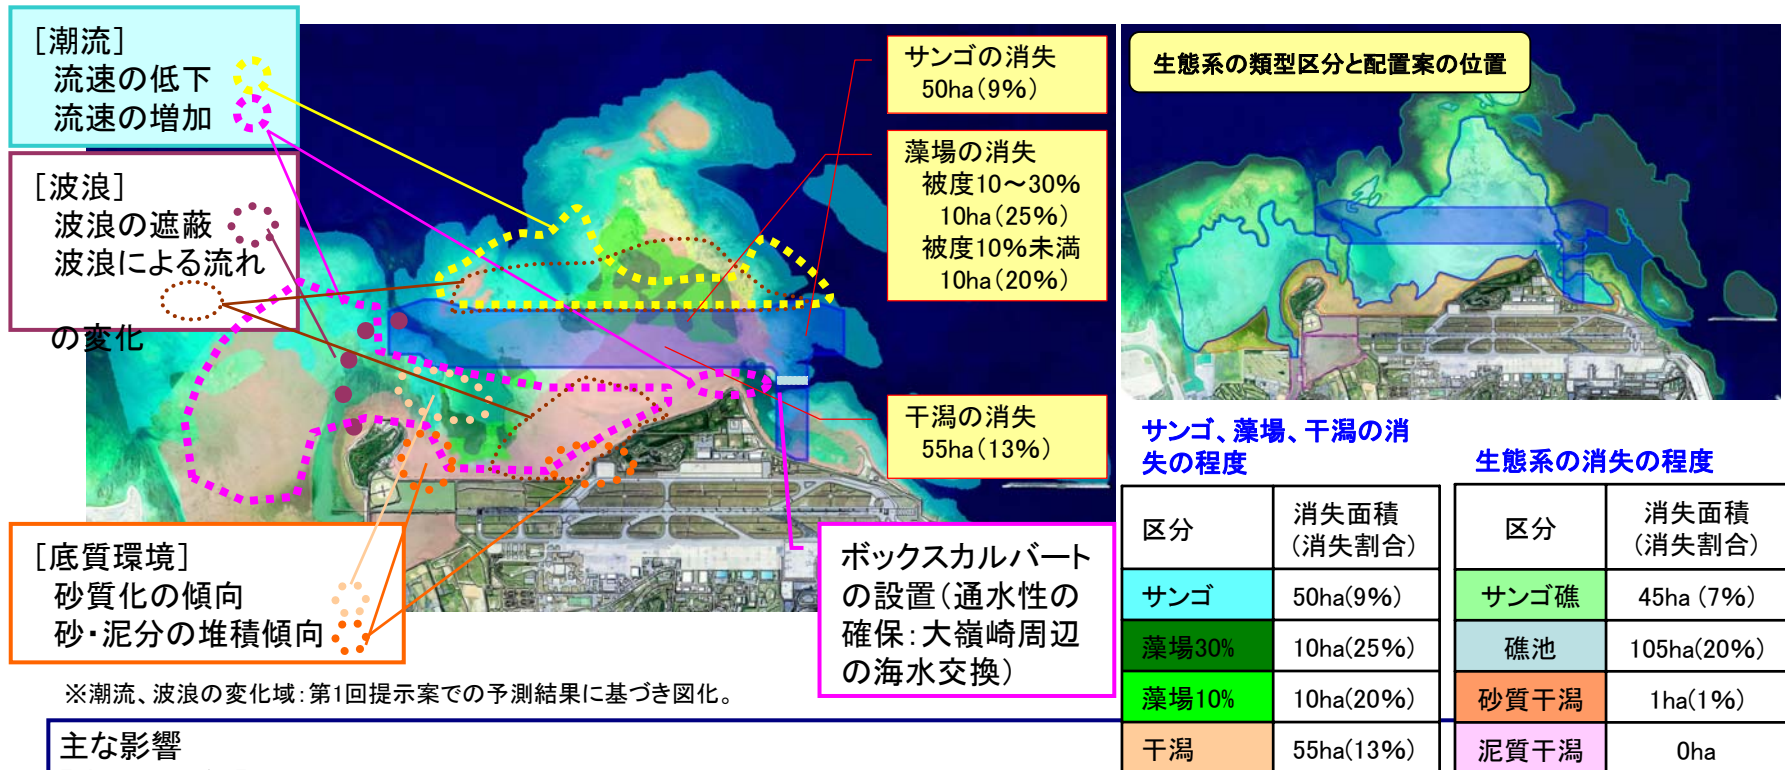 ［潮流］
流速の低下
流速の増加
［波浪］
波浪の遮蔽
波浪による流れ
の変化
［底質環境］
砂質化の傾向
砂・泥分の堆積傾向
サンゴの消失
50ha（9%）
藻場の消失
被度10～30%
10ha（25%）
被度10%未満
10ha（20%）
干潟の消失
55ha（13%）
ボックスカルバート
の設置（通水性の
確保：大嶺崎周辺
の海水交換）
※潮流、波浪の変化域：第1回提示案での予測結果に基づき図化。
主な影響
生態系の類型区分と配置案の位置
サンゴ、藻場、干潟の消
失の程度
区分 消失面積
（消失割合）
サンゴ 50ha(9%)
藻場30% 10ha(25%)
藻場10% 10ha(20%)
干潟 55ha(13%)
生態系の消失の程度
区分 消失面積
（消失割合）
サンゴ礁 45ha (7%)
礁池 105ha(20%)
砂質干潟 1ha(1%)
泥質干潟 0ha